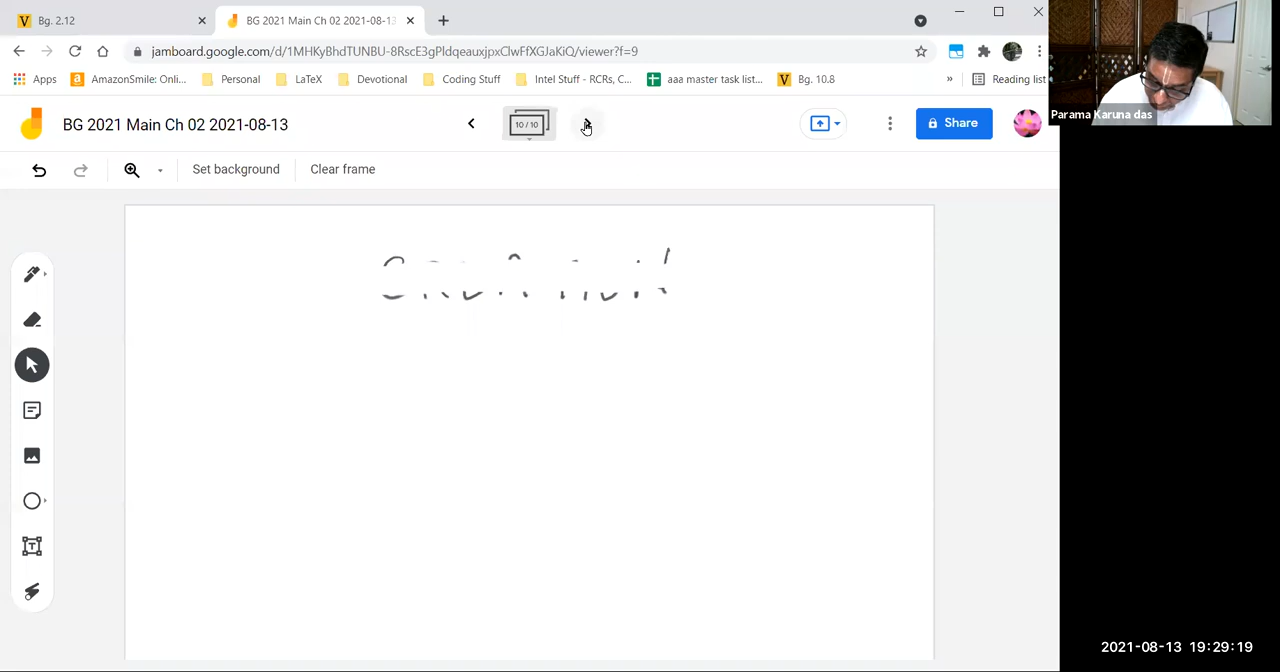 Bg. 2.12
BG 2021 Main Ch 02 2021-08-13
jamboard.google.com/d/1MHKyBhdTUNBU-8RscE3gPldqeauxjpxClwFfXGJaKiQ/viewer?f=9
Apps AmazonSmile: Onli... Personal LaTeX Devotional Coding Stuff Intel Stuff - RCRs, C... aaa master task list... Bg. 10.8 » Reading list
Parama Karuna das
BG 2021 Main Ch 02 2021-08-13
10 / 10
Share
Set background
Clear frame
2021-08-13 19:29:19